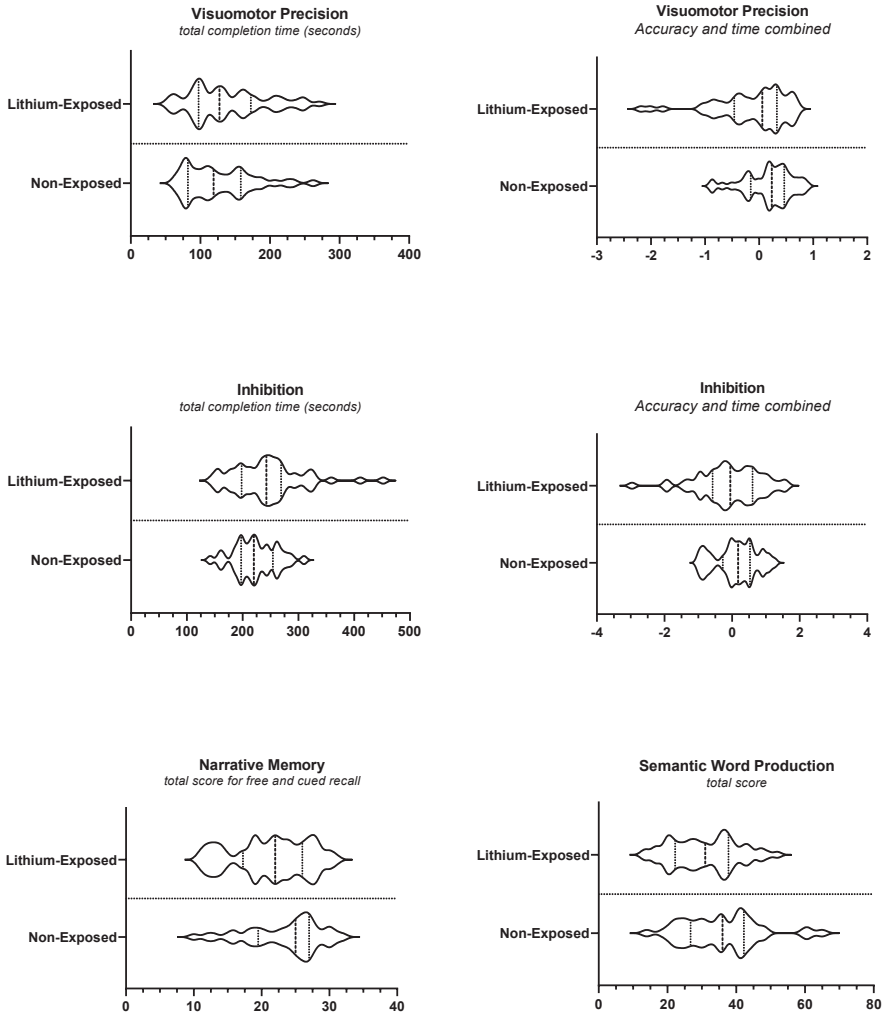 Visuomotor Precision
total completion time (seconds)
Lithium-Exposed
Non-Exposed
0 100 200 300 400
Visuomotor Precision
Accuracy and time combined
Lithium-Exposed
Non-Exposed
-3 -2 -1 0 1 2
Inhibition
total completion time (seconds)
Lithium-Exposed
Non-Exposed
0 100 200 300 400 500
Inhibition
Accuracy and time combined
Lithium-Exposed
Non-Exposed
-4 -2 0 2 4
Narrative Memory
total score for free and cued recall
Lithium-Exposed
Non-Exposed
0 10 20 30 40
Semantic Word Production
total score
Lithium-Exposed
Non-Exposed
0 20 40 60 80